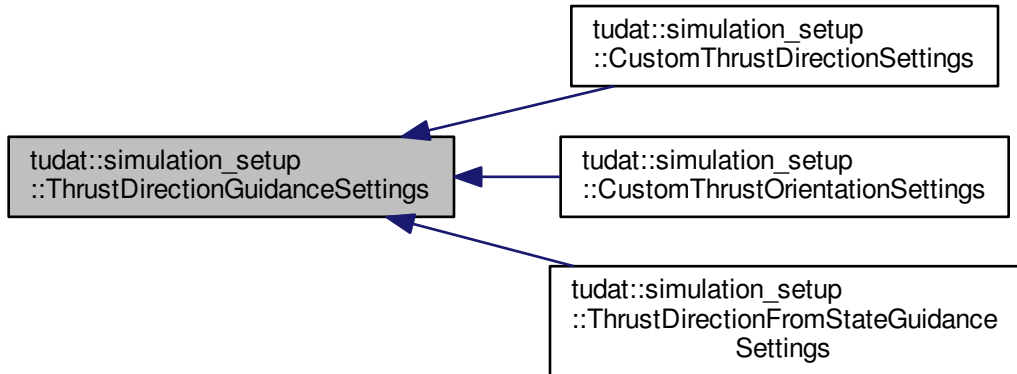 tudat::simulation_setup
::CustomThrustDirectionSettings
tudat::simulation_setup
::ThrustDirectionGuidanceSettings
tudat::simulation_setup
::CustomThrustOrientationSettings
tudat::simulation_setup
::ThrustDirectionFromStateGuidance
Settings